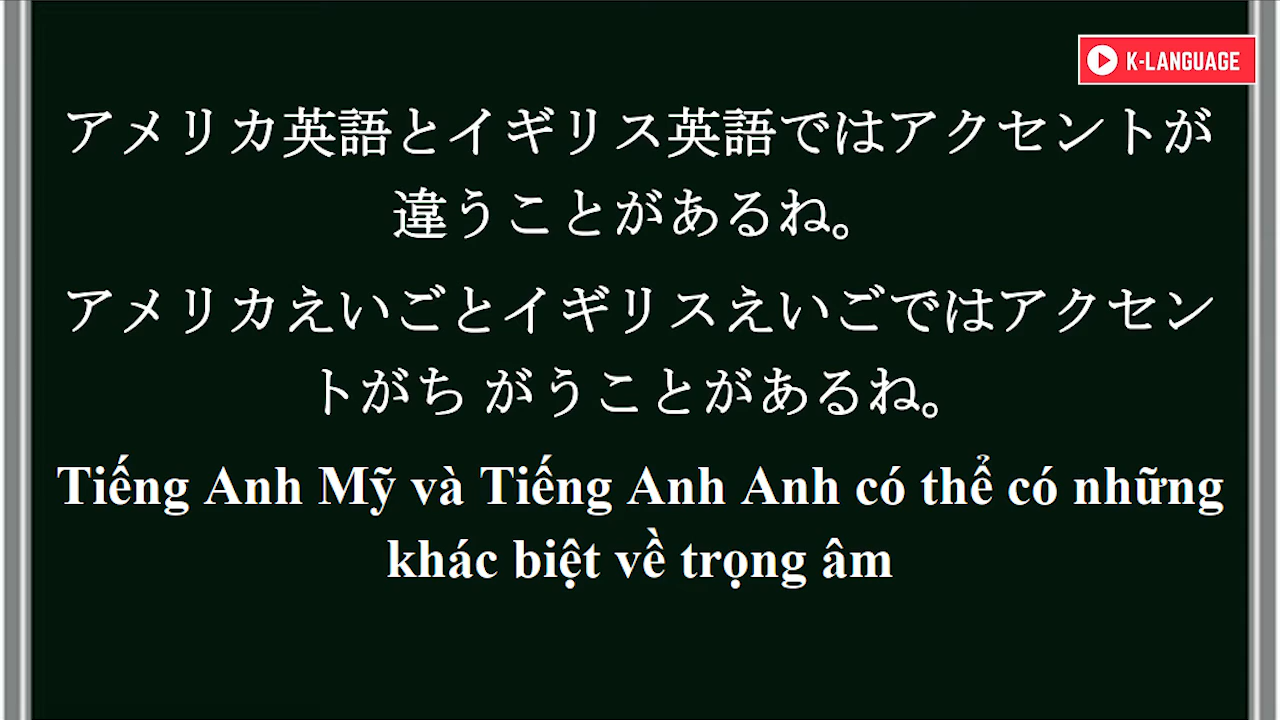 K-LANGUAGE
アメリカ英語とイギリス英語ではアクセントが
違うことがあるね。
アメリカえいごとイギリスえいごではアクセン
トがち がうことがあるね。
Tiếng Anh Mỹ và Tiếng Anh Anh có thể có những
khác biệt về trọng âm